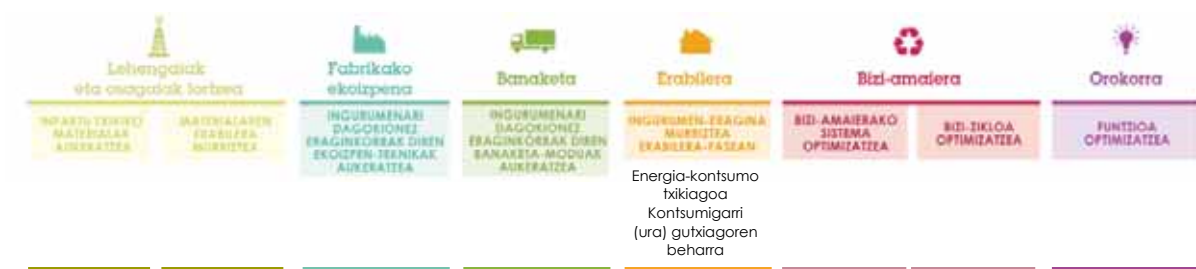 Lehengaiak
eta osagaiak lortzea
INPAKTU TXIKIKO
MATERIALAK
AUKERATZEA
MATERIALAREN
ERABILERA
MURRIZTEA
Fabrikako
ekoizpena
INGURUMENARI
DAGOKIONEZ
ERAGINKORRAK DIREN
EKOIZPEN-TEKNIKAK
AUKERATZEA
Banaketa
INGURUMENARI
DAGOKIONEZ
ERAGINKORRAK DIREN
BANAKETA-MODUAK
AUKERATZEA
Erabilera
INGURUMEN-ERAGINA
MURRIZTEA
ERABILERA-FASEAN
Energia-kontsumo
txikiagoa
Kontsumigarri
(ura) gutxiagoren
beharra
Bizi-amaiera
BIZI-AMAIERAKO
SISTEMA
OPTIMIZATZEA
BIZI-ZIKLOA
OPTIMIZATZEA
Orokorra
FUNTZIOA
OPTIMIZATZEA